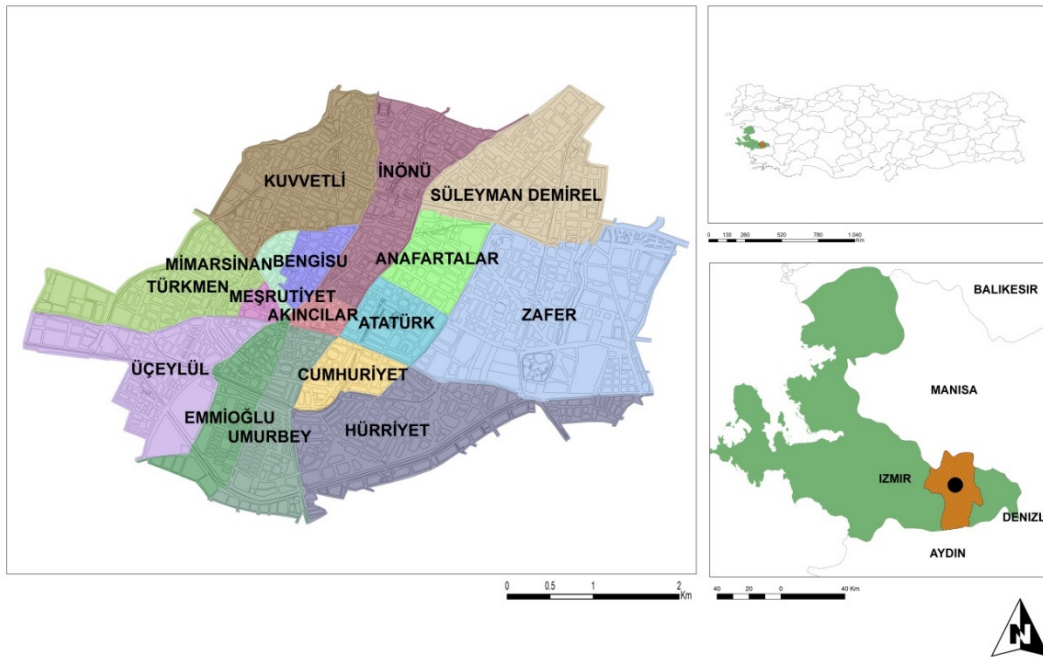 KUVVETLİ
İNÖNÜ
SÜLEYMAN DEMİREL
MİMARSİNAN
BENGİSU
ANAFARTALAR
TÜRKMEN
MEŞRUTİYET
AKINCILAR
ATATÜRK
ZAFER
ÜÇEYLÜL
CUMHURİYET
EMMİOĞLU
UMURBEY
HÜRRİYET
0 0.5 1 2
Km
0 130 260 520 780 1.040
Km
BALIKESIR
MANISA
IZMIR
DENIZL
AYDIN
40 20 0 40 Km
N